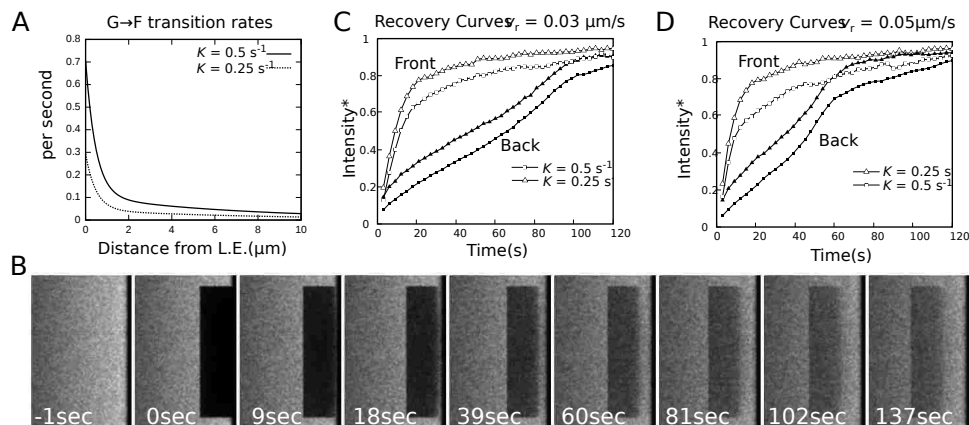 A
G→F transition rates
K = 0.5 s-1
K = 0.25 s-1
per second
0.8
0.7
0.6
0.5
0.4
0.3
0.2
0.1
0
0 2 4 6 8 10
Distance from L.E.(μm)
C
Recovery Curves vr = 0.03 μm/s
Intensity*
1
0.8
0.6
0.4
0.2
0
Front
Back
K = 0.5 s-1
K = 0.25 s
0 20 40 60 80 100 120
Time(s)
D
Recovery Curves vr = 0.05μm/s
Intensity*
1
0.8
0.6
0.4
0.2
0
Front
Back
K = 0.25 s
K = 0.5 s-1
0 20 40 60 80 100 120
Time(s)
B
-1sec 0sec 9sec 18sec 39sec 60sec 81sec 102sec 137sec